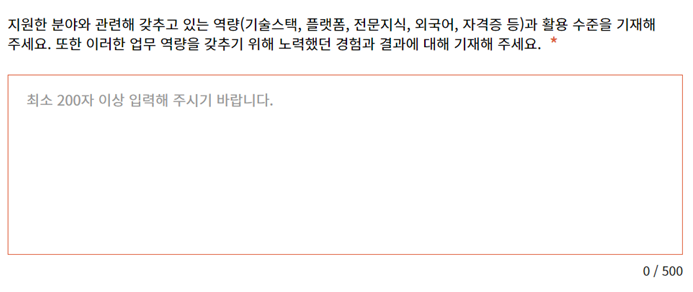 지원한 분야와 관련해 갖추고 있는 역량(기술스택, 플랫폼, 전문지식, 외국어, 자격증 등)과 활용 수준을 기재해
주세요. 또한 이러한 업무 역량을 갖추기 위해 노력했던 경험과 결과에 대해 기재해 주세요. *
최소 200자 이상 입력해 주시기 바랍니다.
0 / 500